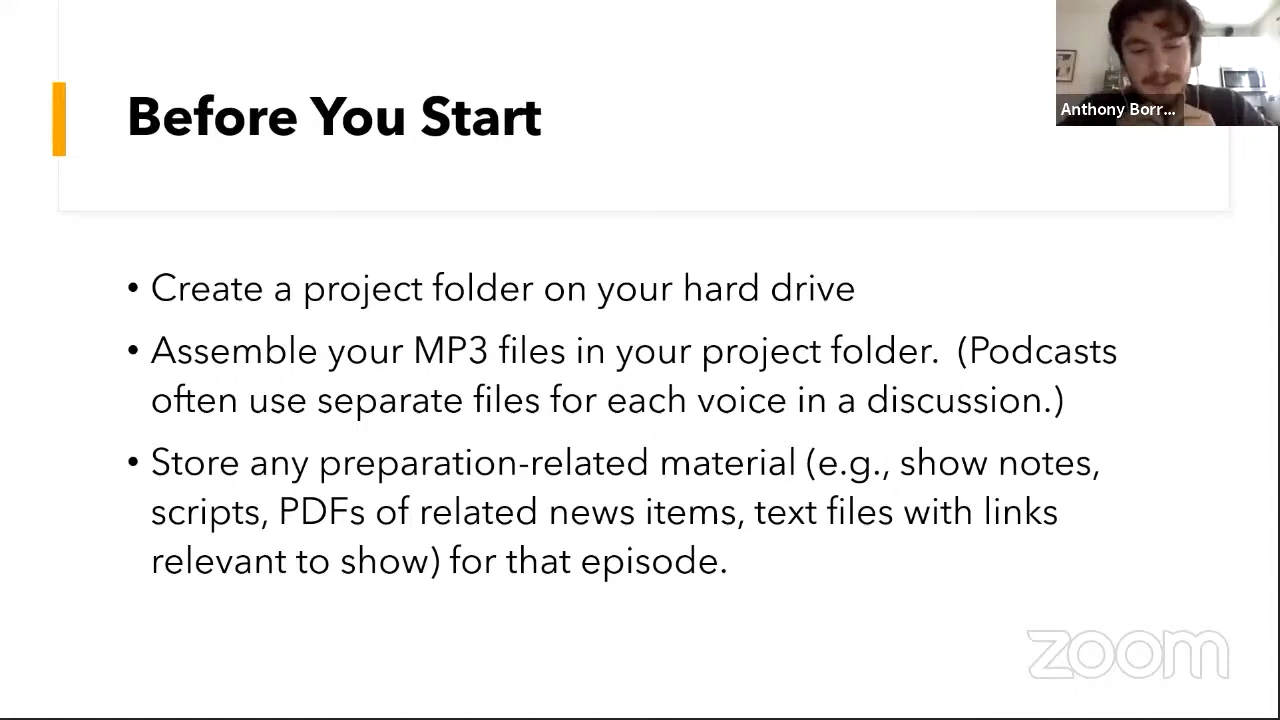 Before You Start
Anthony Borr...
• Create a project folder on your hard drive
• Assemble your MP3 files in your project folder.  (Podcasts
often use separate files for each voice in a discussion.)
• Store any preparation-related material (e.g., show notes,
scripts, PDFs of related news items, text files with links
relevant to show) for that episode.
zoom